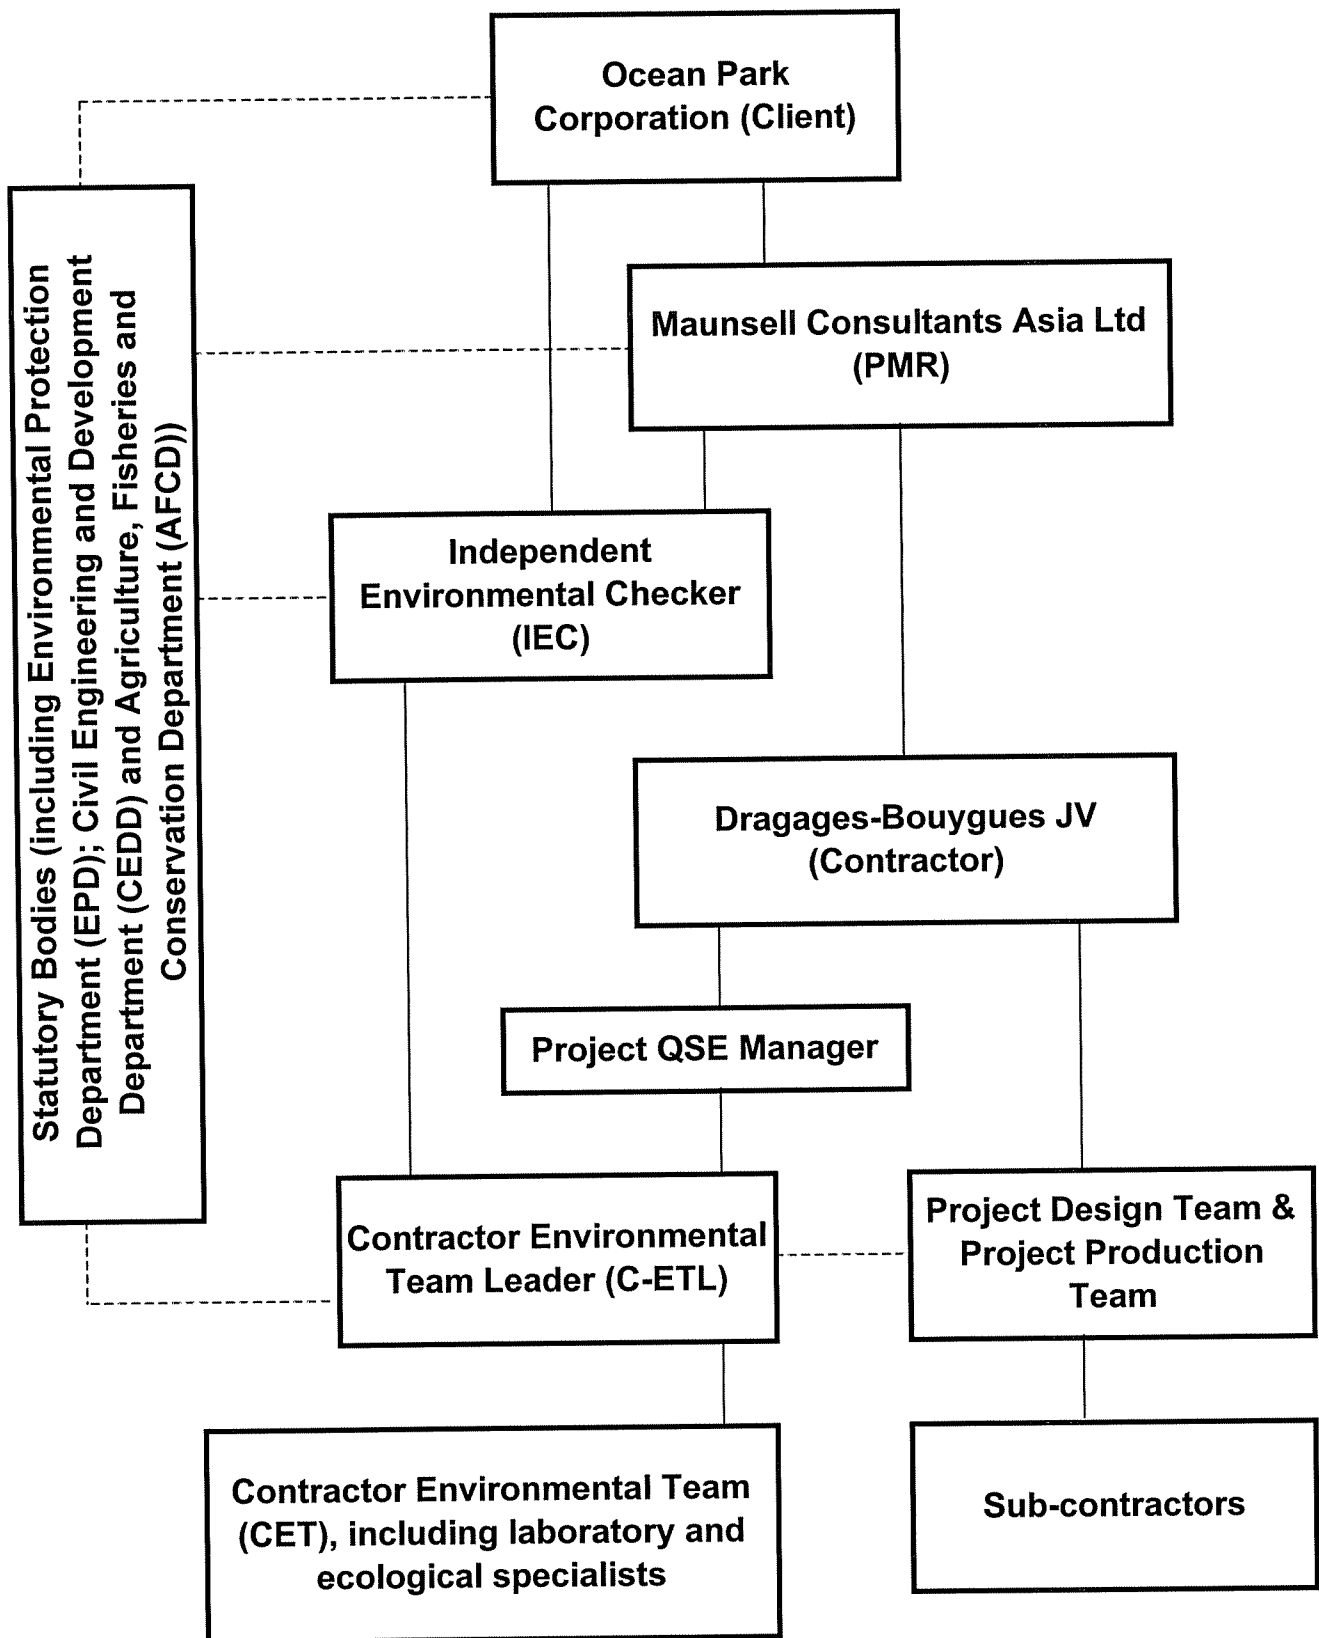 Ocean Park
Corporation (Client)
Statutory Bodies (including Environmental Protection
Department (EPD); Civil Engineering and Development
Department (CEDD) and Agriculture, Fisheries and
Conservation Department (AFCD))
Maunsell Consultants Asia Ltd
(PMR)
Independent
Environmental Checker
(IEC)
Dragages-Bouygues JV
(Contractor)
Project QSE Manager
Contractor Environmental
Team Leader (C-ETL)
Project Design Team &
Project Production
Team
Contractor Environmental Team
(CET), including laboratory and
ecological specialists
Sub-contractors